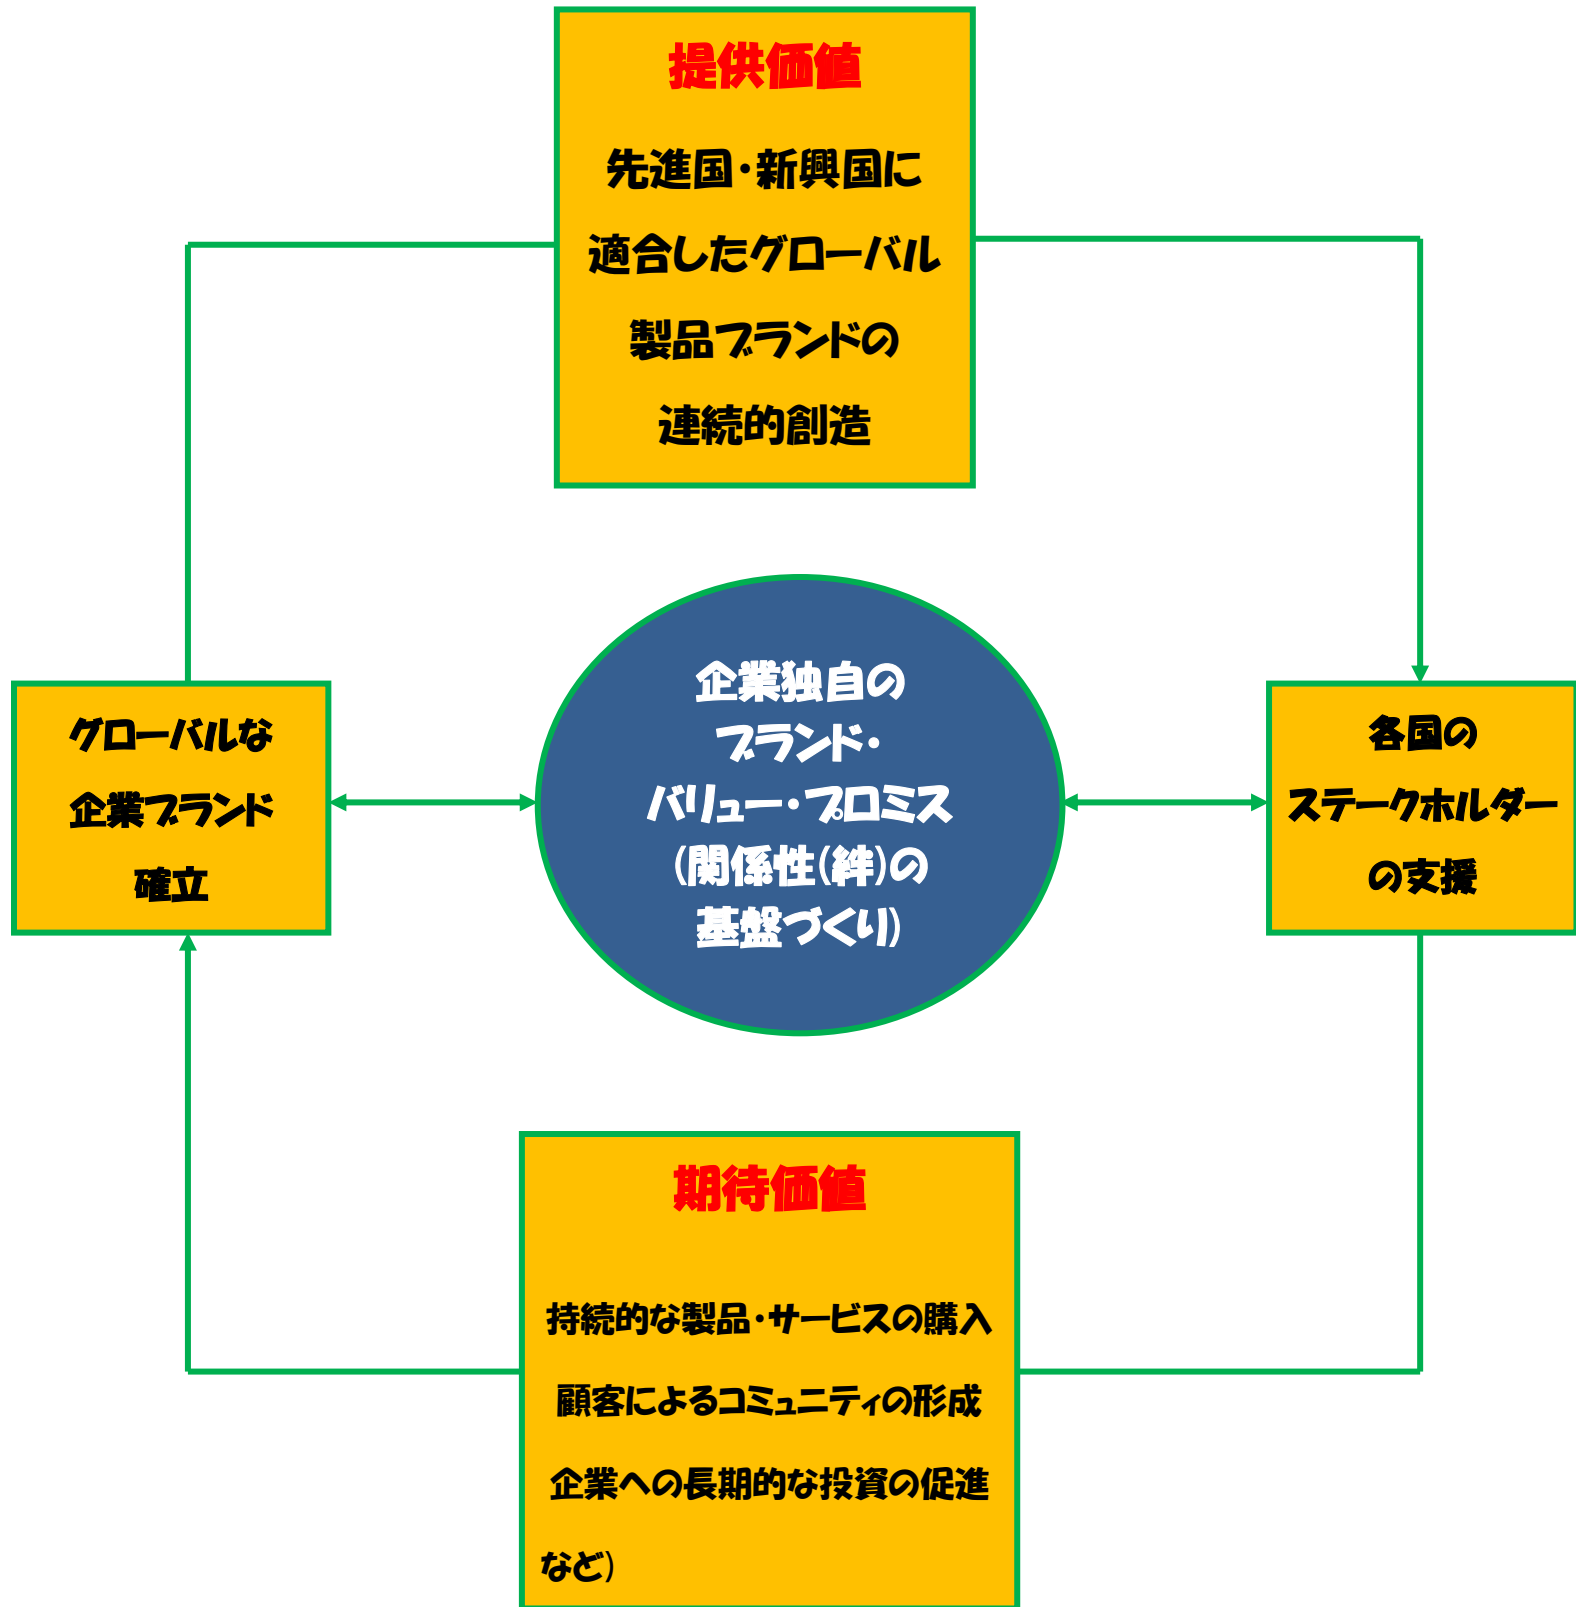 提供価値
先進国・新興国に
適合したグローバル
製品ブランドの
連続的創造
グローバルな
企業ブランド
確立
企業独自の
ブランド・
バリュー・プロミス
(関係性(絆)の
基盤づくり)
各国の
ステークホルダー
の支援
期待価値
持続的な製品・サービスの購入
顧客によるコミュニティの形成
企業への長期的な投資の促進
など)